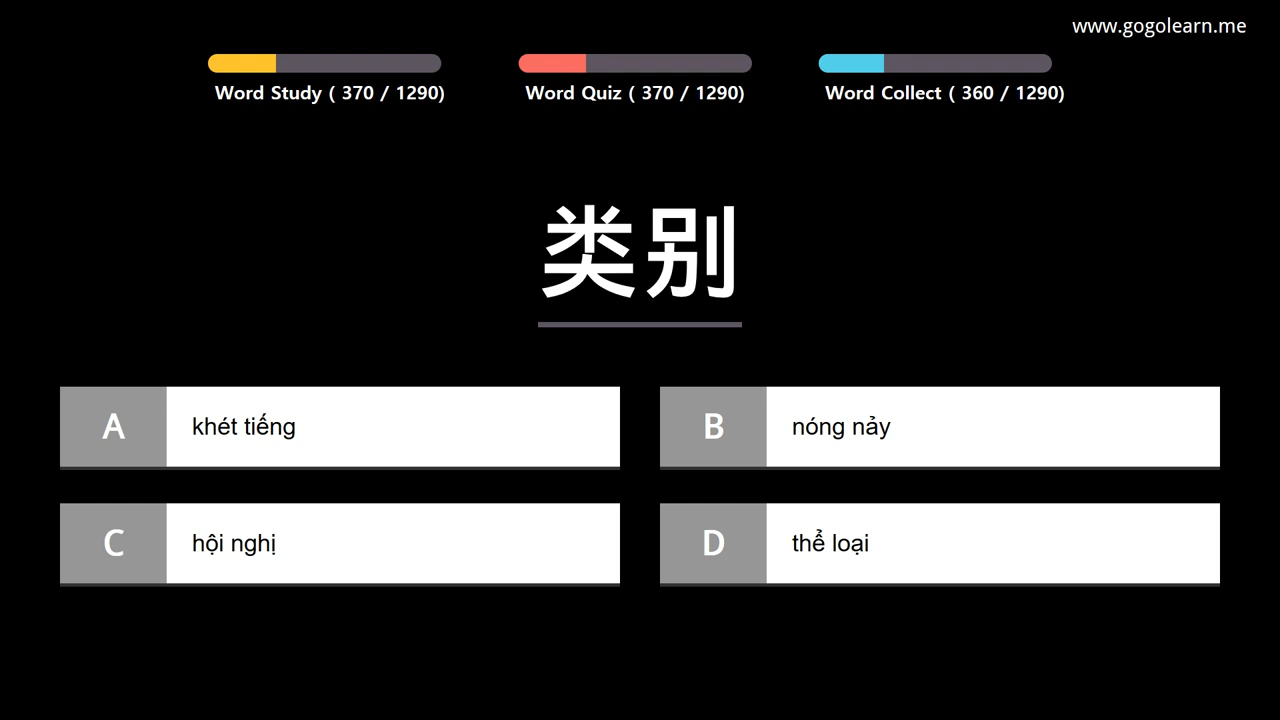 www.gogolearn.me
Word Study ( 370 / 1290)
Word Quiz ( 370 / 1290)
Word Collect ( 360 / 1290)
类别
A
khét tiếng
B
nóng nảy
C
hội nghị
D
thể loại